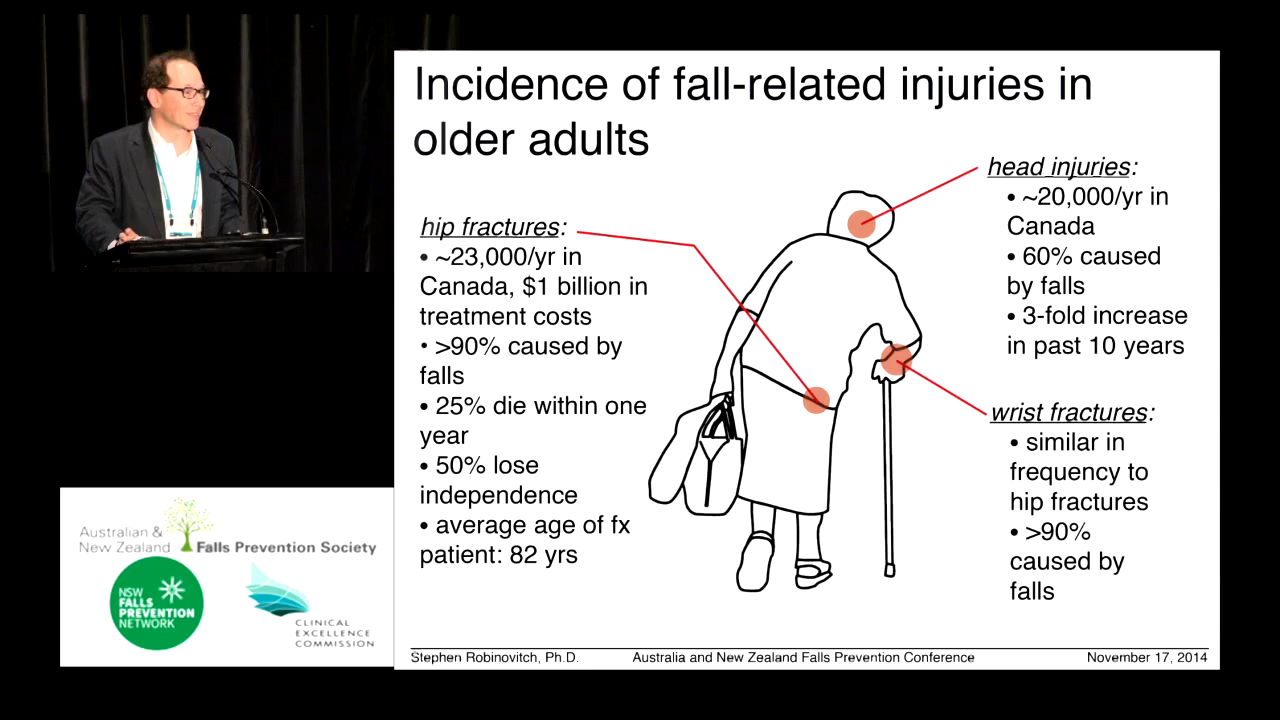 Incidence of fall-related injuries in
older adults
hip fractures:
• ~23,000/yr in
Canada, $1 billion in
treatment costs
• >90% caused by
falls
• 25% die within one
year
• 50% lose
independence
• average age of fx
patient: 82 yrs
head injuries:
• ~20,000/yr in
Canada
• 60% caused
by falls
• 3-fold increase
in past 10 years
wrist fractures:
• similar in
frequency to
hip fractures
• >90%
caused by
falls
Australian &
New Zealand Falls Prevention Society
NSW
FALLS
PREVENTION
NETWORK
CLINICAL
EXCELLENCE
COMMISSION
Stephen Robinovitch, Ph.D. Australia and New Zealand Falls Prevention Conference November 17, 2014